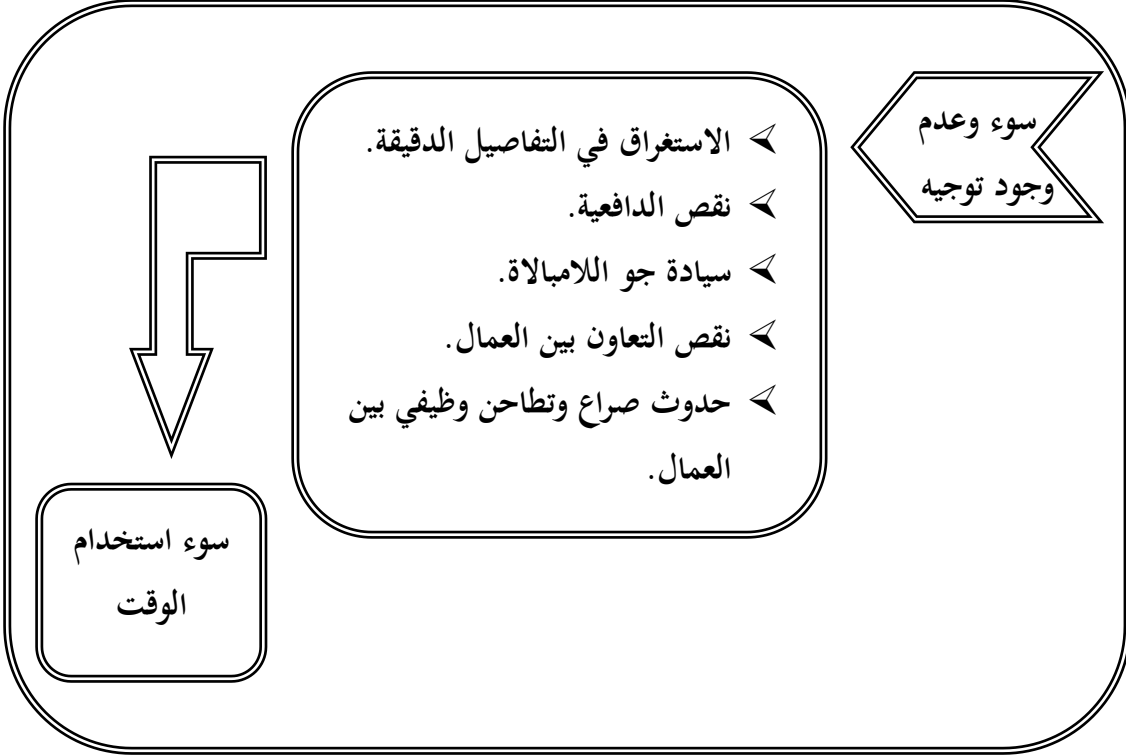 سوء وعدم
وجود توجيه
الاستغراق في التفاصيل الدقيقة.
نقص الدافعية.
سيادة جو اللامبالاة.
نقص التعاون بين العمال.
حدوث صراع وتطاحن وظيفي بين
العمال.
سوء استخدام
الوقت